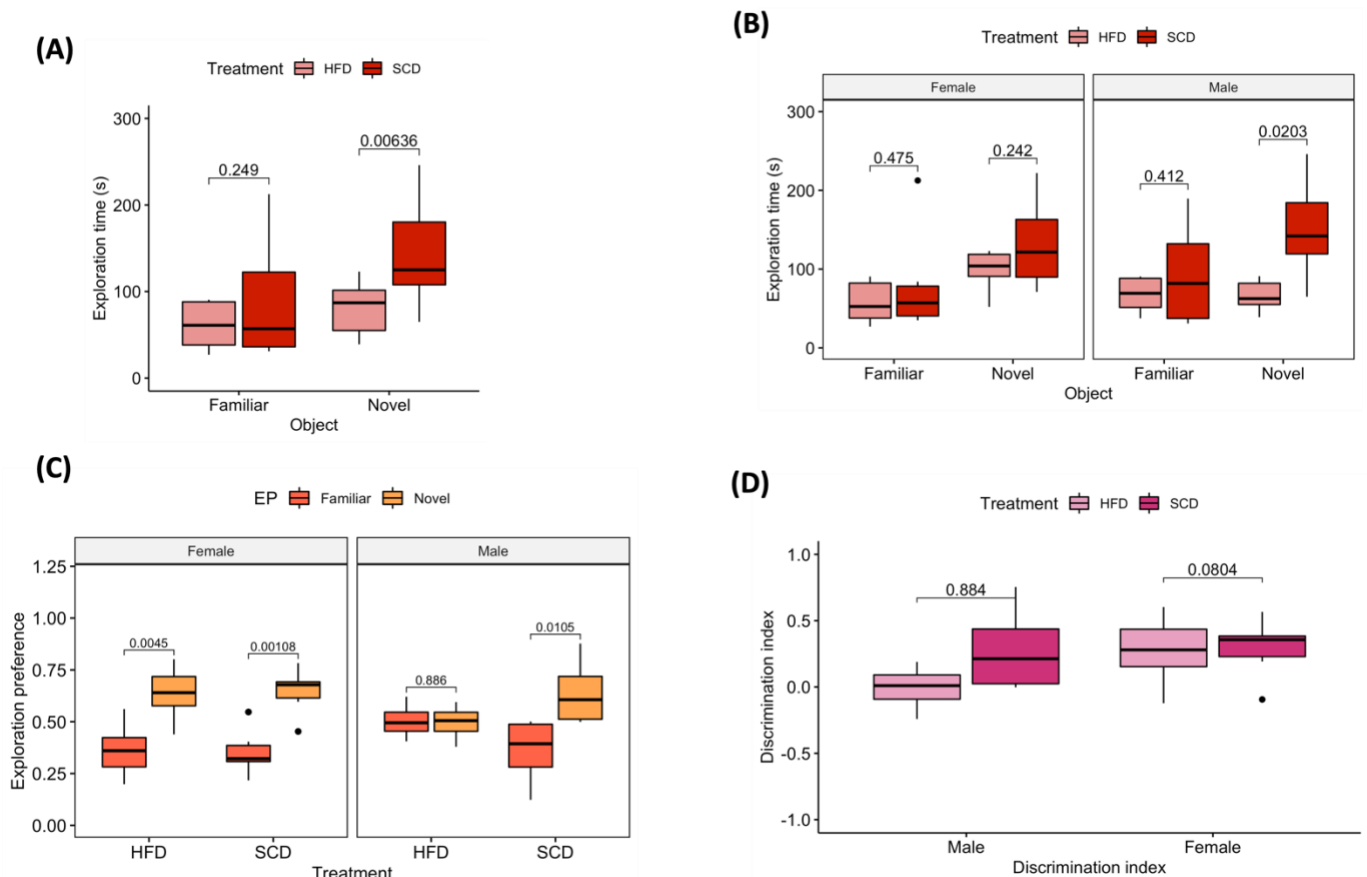 (A)
Treatment HFD SCD
300
200
100
0
Exploration time (s)
0.249
0.00636
Familiar Novel
Object
(B)
Treatment HFD SCD
Female Male
300
200
100
0
Exploration time (s)
0.475
0.242
0.412
0.0203
Familiar Novel Familiar Novel
Object
(C)
EP Familiar Novel
Female Male
1.25
1.00
0.75
0.50
0.25
0.00
Exploration preference
0.0045
0.00108
0.886
0.0105
HFD SCD HFD SCD
Treatment
(D)
Treatment HFD SCD
1.0
0.5
0.0
-0.5
-1.0
Discrimination index
0.884
0.0804
Male Female
Discrimination index